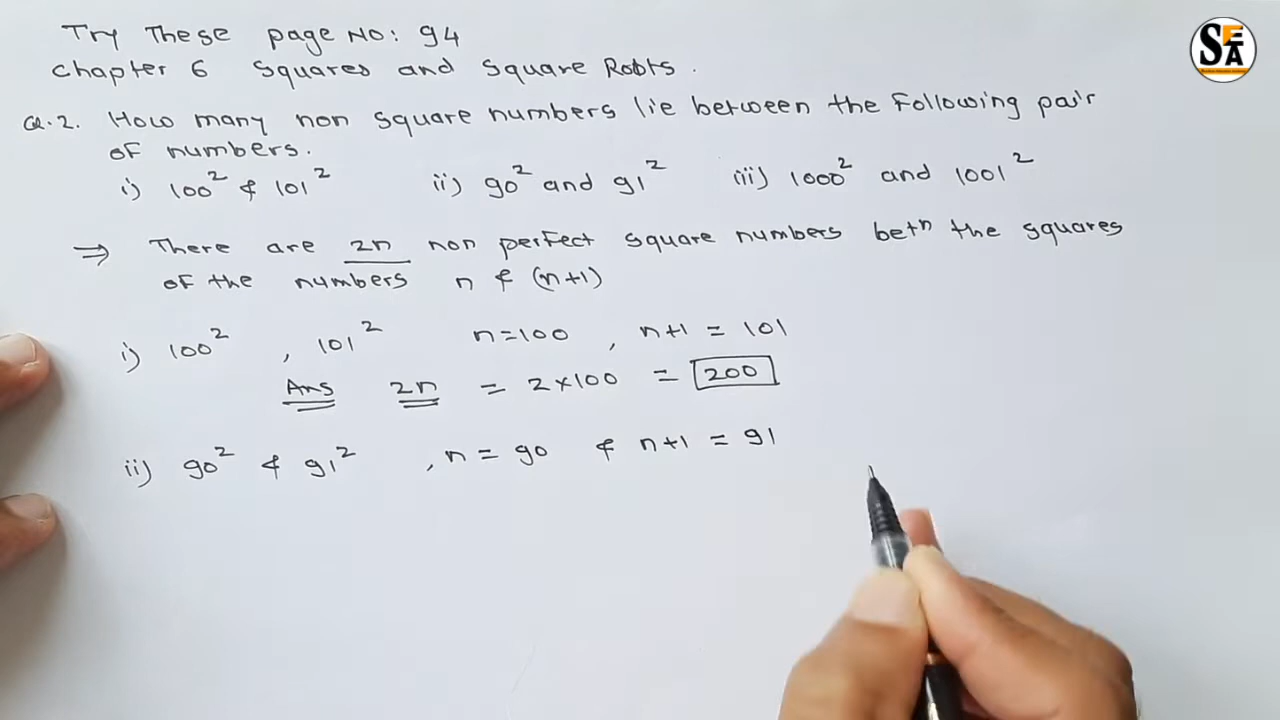 Try These page No: 94
Chapter 6 Squares and Square Roots.
Q.2. How many non square numbers lie between the Following pair
of numbers.
i) 100² & 101² ii) 90² and 91² iii) 1000² and 1001²
⇒ There are 2n non perfect square numbers betⁿ the squares
of the numbers n & (n+1)
i) 100² , 101² n=100 , n+1 = 101
Ans 2n = 2×100 = 200
ii) 90² & 91² , n = 90 & n+1 = 91
SFA